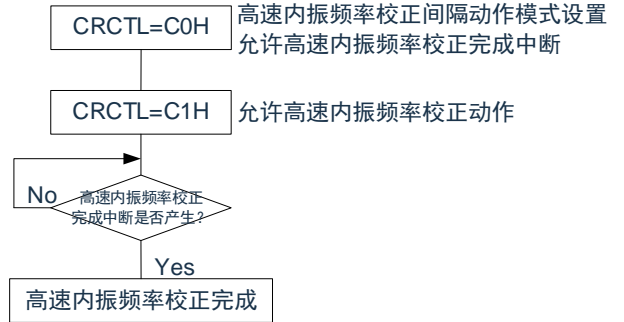 CRCTL=C0H
高速内振频率校正间隔动作模式设置
允许高速内振频率校正完成中断
CRCTL=C1H
允许高速内振频率校正动作
No
高速内振频率校正
完成中断是否产生?
Yes
高速内振频率校正完成